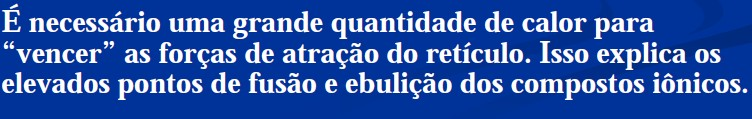 É necessário uma grande quantidade de calor para
“vencer” as forças de atração do retículo. Isso explica os
elevados pontos de fusão e ebulição dos compostos iônicos.